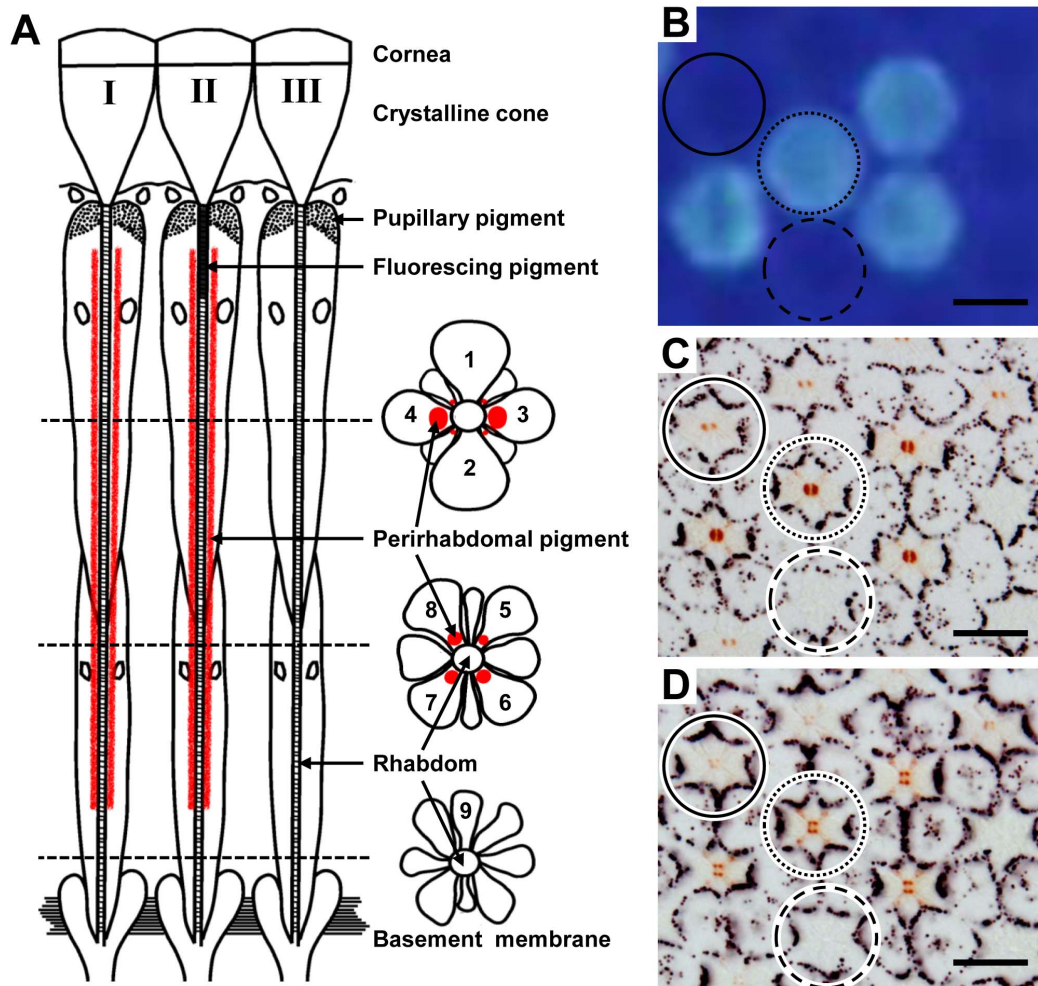 A
I II III
Cornea
Crystalline cone
Pupillary pigment
Fluorescing pigment
1
4 3
2
Perirhabdomal pigment
8 5
7 6
Rhabdom
9
Basement membrane
B
C
D